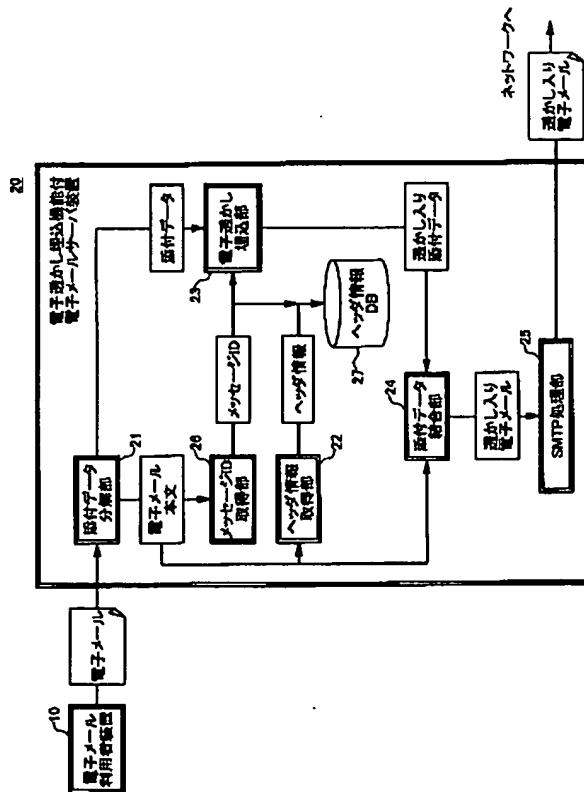 20
電子透かし埋込機能付
電子メールサーバ装置
10
電子メール
利用者装置
電子メール
21
添付データ
分解部
添付データ
電子メール
本文
26
メッセージID
取得部
メッセージID
23
電子透かし
埋込部
22
ヘッダ情報
取得部
ヘッダ情報
27
ヘッダ情報
DB
透かし入り
添付データ
24
添付データ
結合部
透かし入り
電子メール
25
SMTP処理部
透かし入り
電子メール
ネットワークへ